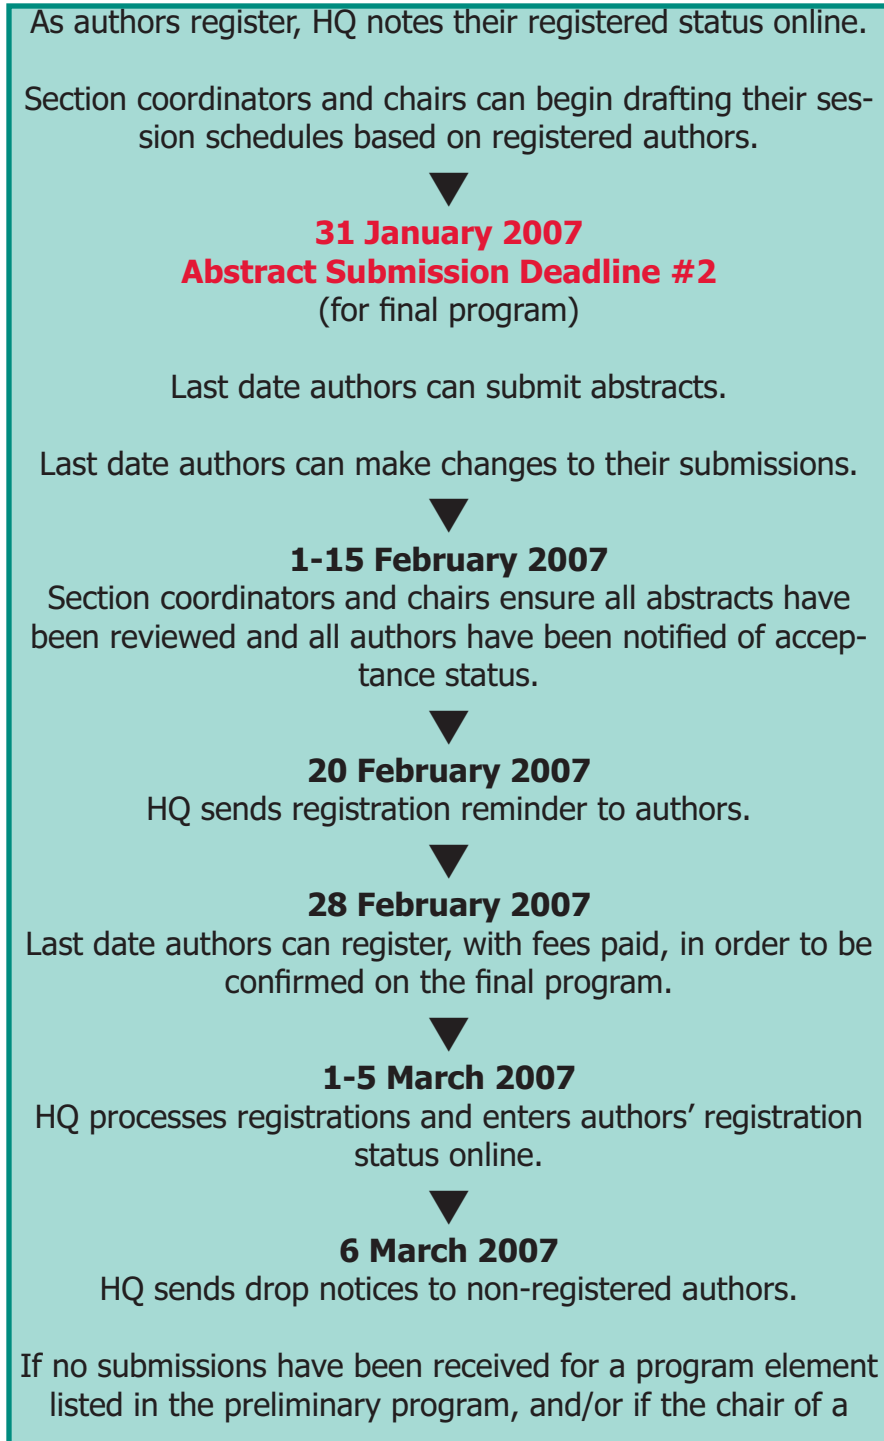 As authors register, HQ notes their registered status online.
Section coordinators and chairs can begin drafting their ses-
sion schedules based on registered authors.
31 January 2007
Abstract Submission Deadline #2
(for final program)
Last date authors can submit abstracts.
Last date authors can make changes to their submissions.
1-15 February 2007
Section coordinators and chairs ensure all abstracts have
been reviewed and all authors have been notified of accep-
tance status.
20 February 2007
HQ sends registration reminder to authors.
28 February 2007
Last date authors can register, with fees paid, in order to be
confirmed on the final program.
1-5 March 2007
HQ processes registrations and enters authors’ registration
status online.
6 March 2007
HQ sends drop notices to non-registered authors.
If no submissions have been received for a program element
listed in the preliminary program, and/or if the chair of a